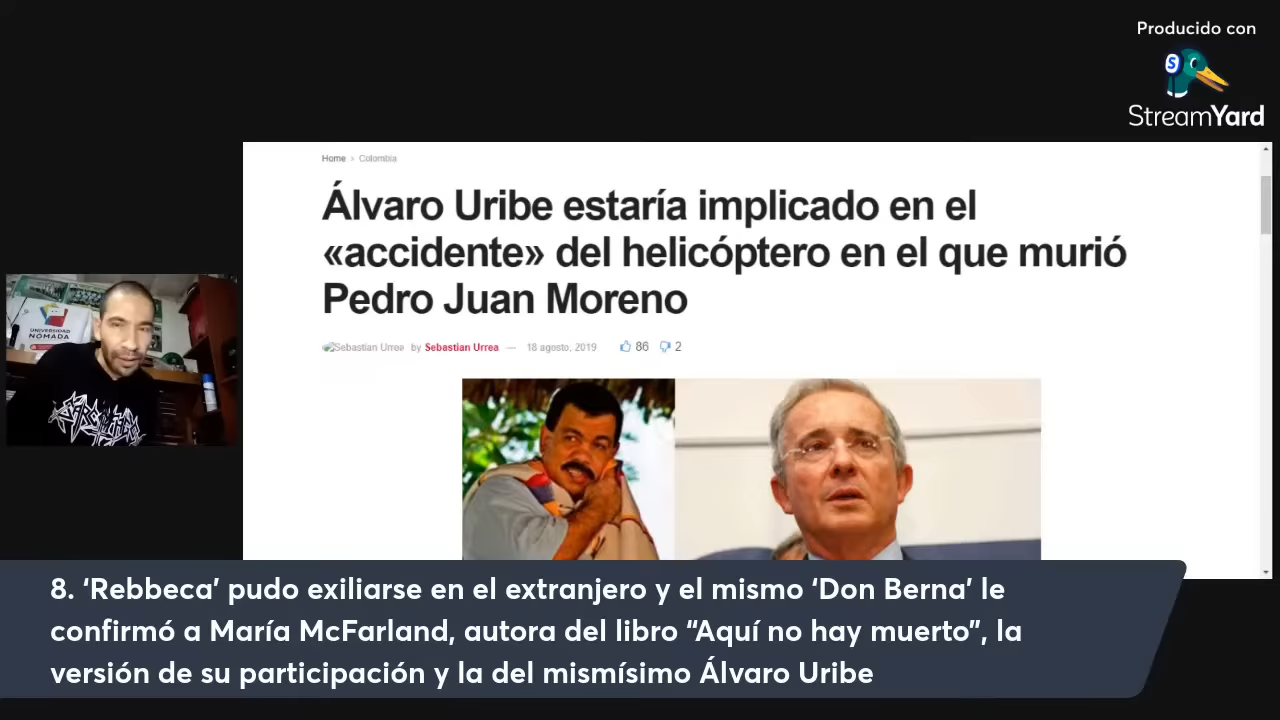 Producido con
StreamYard
Home > Colombia
Álvaro Uribe estaría implicado en el
«accidente» del helicóptero en el que murió
Pedro Juan Moreno
Sebastian Urrea by Sebastian Urrea — 18 agosto, 2019 86 2
UNIVERSIDAD
NÓMADA
8. ‘Rebbeca’ pudo exiliarse en el extranjero y el mismo ‘Don Berna’ le
confirmó a María McFarland, autora del libro “Aquí no hay muerto”, la
versión de su participación y la del mismísimo Álvaro Uribe